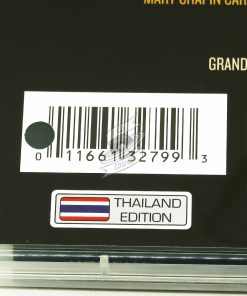 MARY CHAPIN CAR
GRAND
0 11661 32799 3
THAILAND
EDITION